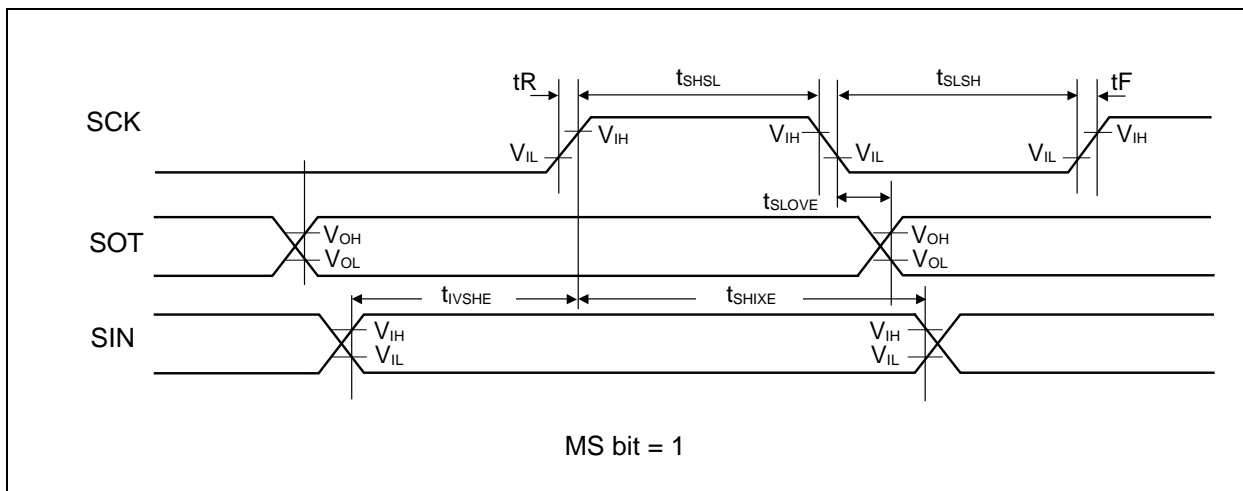 tR tSHSL tSLSH tF
SCK
VIH VIH VIH
VIL VIL VIL
tSLOVE
SOT
VOH VOH
VOL VOL
tIVSHE tSHIXE
SIN
VIH VIH
VIL VIL
MS bit = 1